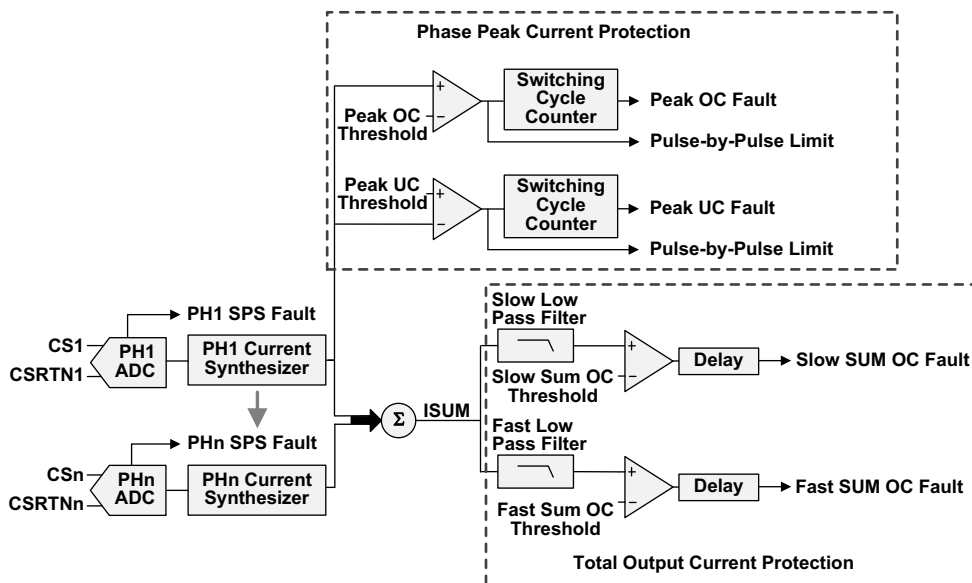 Phase Peak Current Protection
Peak OC
Threshold
+
−
Switching
Cycle
Counter
Peak OC Fault
Pulse-by-Pulse Limit
Peak UC
Threshold
+
−
Switching
Cycle
Counter
Peak UC Fault
Pulse-by-Pulse Limit
PH1 SPS Fault
CS1
CSRTN1
PH1
ADC
PH1 Current
Synthesizer
PHn SPS Fault
CSn
CSRTNn
PHn
ADC
PHn Current
Synthesizer
Σ
ISUM
Slow Low
Pass Filter
Slow Sum OC
Threshold
+
−
Delay
Slow SUM OC Fault
Fast Low
Pass Filter
Fast Sum OC
Threshold
+
−
Delay
Fast SUM OC Fault
Total Output Current Protection